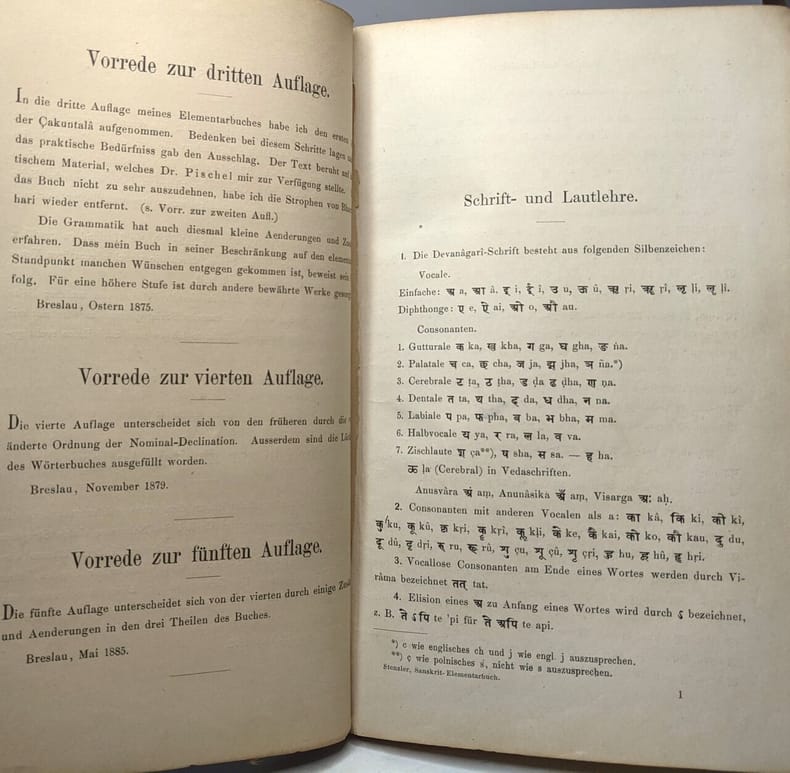 Vorrede zur dritten Auflage.
In die dritte Auflage meines Elementarbuches habe ich den ersten
der Çakuntalâ aufgenommen. Bedenken bei diesem Schritte lagen
das praktische Bedürfniss gab den Ausschlag. Der Text beruht auf
tischem Material, welches Dr. Pischel mir zur Verfügung stellte.
das Buch nicht zu sehr auszudehnen, habe ich die Strophen von
hari wieder entfernt. (s. Vorr. zur zweiten Aufl.)
Die Grammatik hat auch diesmal kleine Aenderungen und
erfahren. Dass mein Buch in seiner Beschränkung auf den
Standpunkt manchen Wünschen entgegen gekommen ist, beweist sein
folg. Für eine höhere Stufe ist durch andere bewährte Werke
Breslau, Ostern 1875.
Vorrede zur vierten Auflage.
Die vierte Auflage unterscheidet sich von den früheren durch die
änderte Ordnung der Nominal-Declination. Ausserdem sind die
des Wörterbuches ausgefüllt worden.
Breslau, November 1879.
Vorrede zur fünften Auflage.
Die fünfte Auflage unterscheidet sich von der vierten durch einige
und Aenderungen in den drei Theilen des Buches.
Breslau, Mai 1885.
Schrift- und Lautlehre.
1. Die Devanâgari-Schrift besteht aus folgenden Silbenzeichen:
Vocale.
Einfache: अ a, आ â, इ i, ई î, उ u, ऊ û, ऋ ṛi, ॠ ṛî, ऌ ḷi, ॡ ḷî.
Diphthonge: ए e, ऐ ai, ओ o, औ au.
Consonanten.
1. Gutturale क ka, ख kha, ग ga, घ gha, ङ ṅa.
2. Palatale च ca, छ cha, ज ja, झ jha, ञ ña.*)
3. Cerebrale ट ṭa, ठ ṭha, ड ḍa ढ ḍha, ण ṇa.
4. Dentale त ta, थ tha, द da, ध dha, न na.
5. Labiale प pa, फ pha, ब ba, भ bha, म ma.
6. Halbvocale य ya, र ra, ल la, व va.
7. Zischlaute श ça**), ष sha, स sa. — ह ha.
ळ ḷa (Cerebral) in Vedaschriften.
Anusvâra अं aṃ, Anunâsika अँ aṃ, Visarga अः aḥ.
2. Consonanten mit anderen Vocalen als a: का kâ, कि ki, की kî,
कु ku, कू kû, कृ kṛi, कॄ kṛî, कॢ kḷi, के ke, कै kai, को ko, कौ kau, दु du,
दू dû, दृ dṛi, रु ru, रू rû, शु çu, शू çû, शृ çṛi, हु hu, हू hû, हृ hṛi.
3. Vocallose Consonanten am Ende eines Wortes werden durch Vi-
râma bezeichnet तत् tat.
4. Elision eines अ zu Anfang eines Wortes wird durch ऽ bezeichnet,
z. B. ते ऽपि te 'pi für ते अपि te api.
*) c wie englisches ch und j wie engl. j auszusprechen.
**) ç wie polnisches ś, nicht wie s auszusprechen.
Stenzler, Sanskrit-Elementarbuch.
1